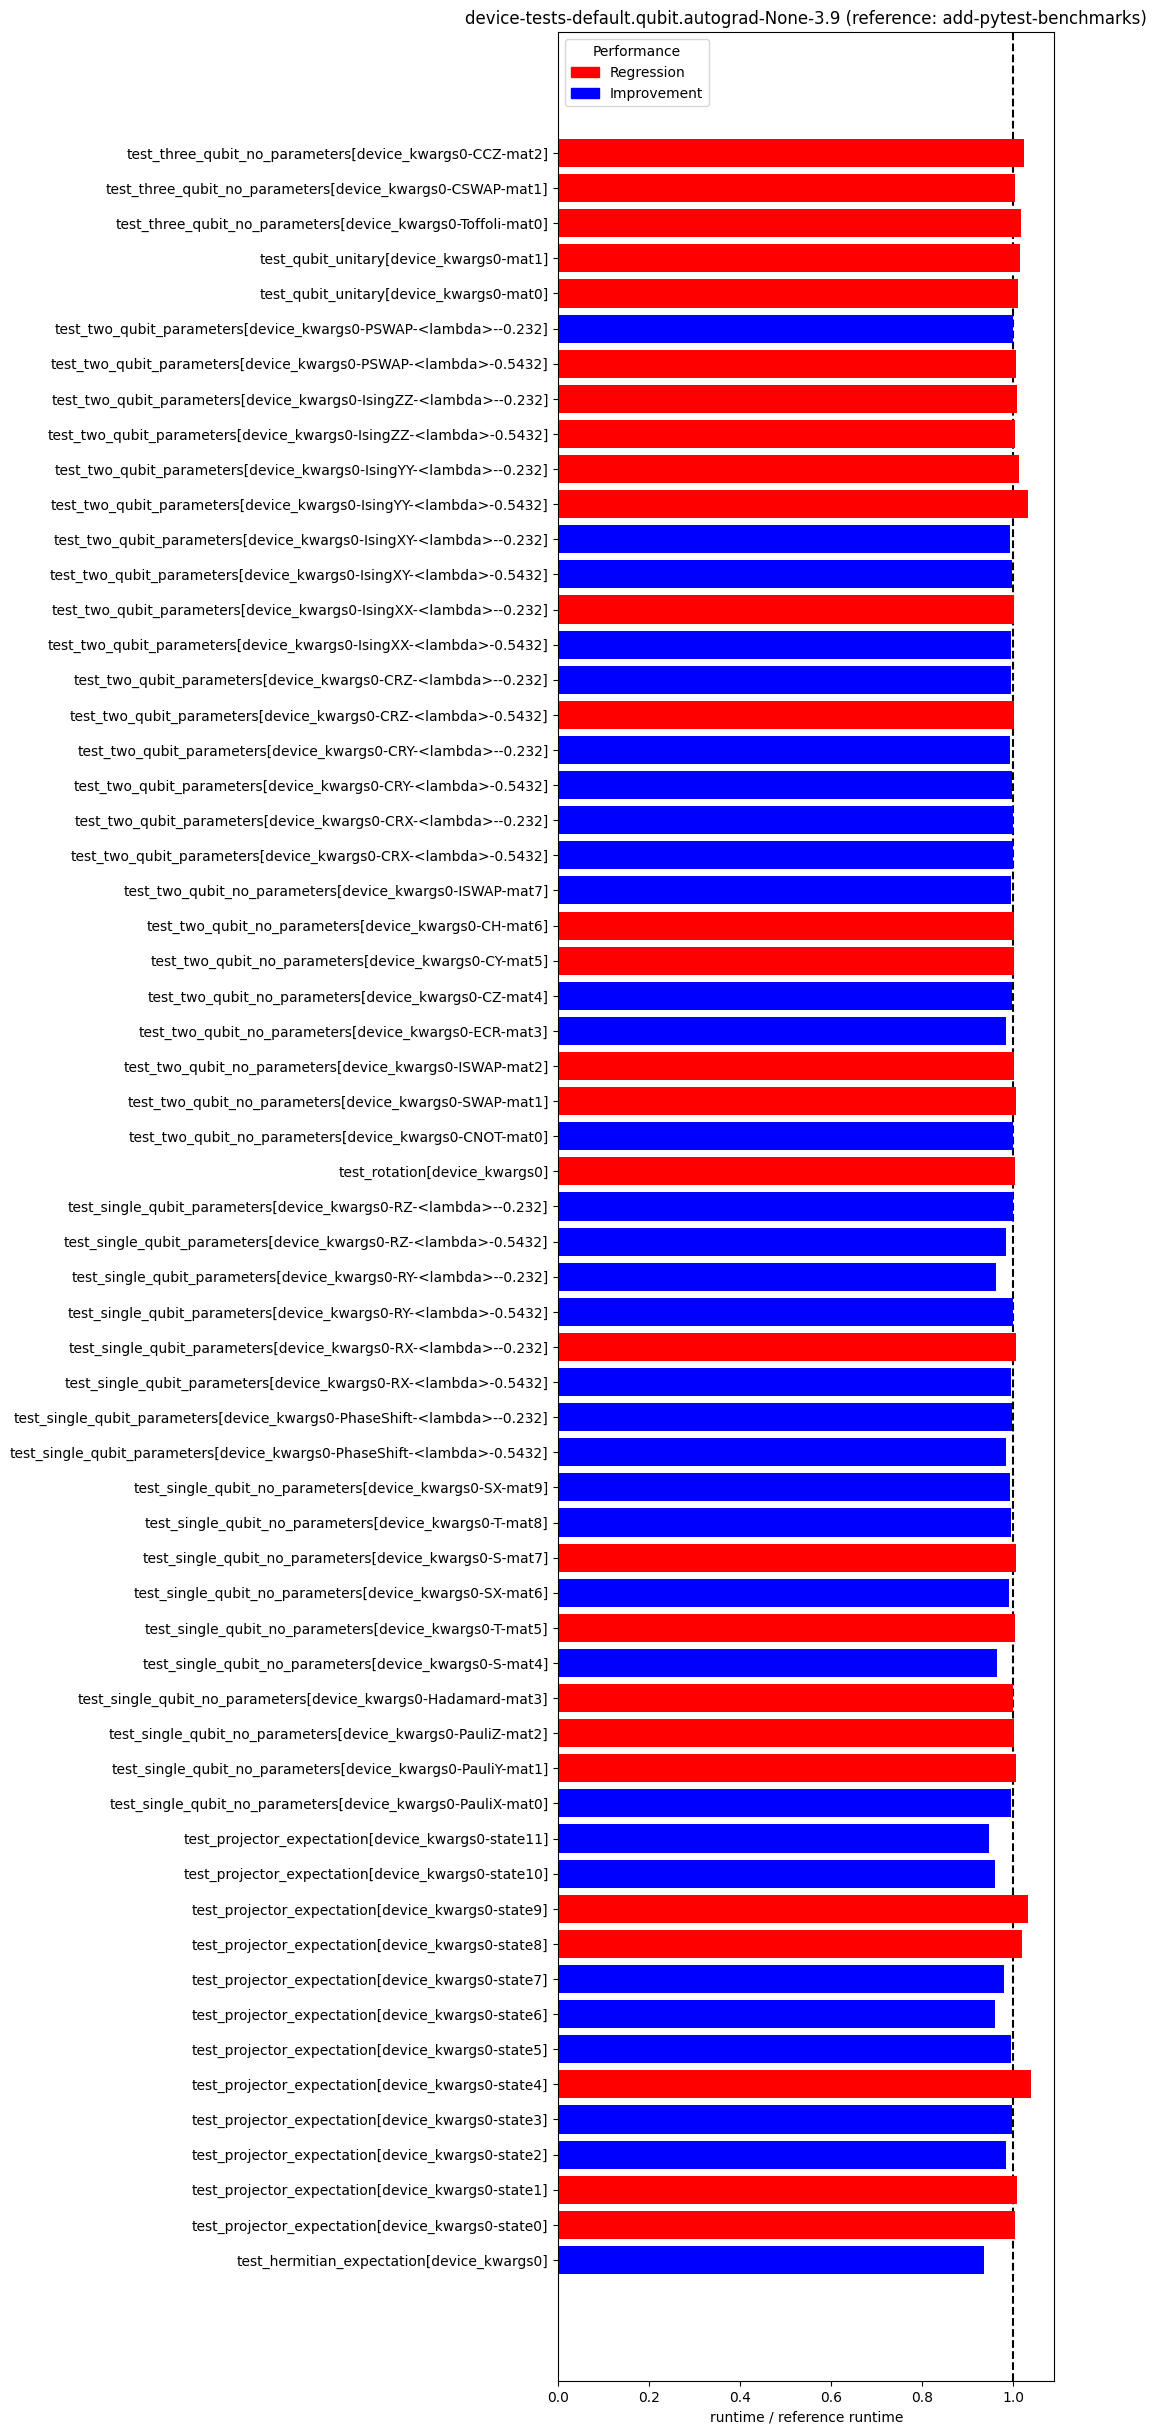 device-tests-default.qubit.autograd-None-3.9 (reference: add-pytest-benchmarks)
Performance
Regression
Improvement
test_three_qubit_no_parameters[device_kwargs0-CCZ-mat2]
test_three_qubit_no_parameters[device_kwargs0-CSWAP-mat1]
test_three_qubit_no_parameters[device_kwargs0-Toffoli-mat0]
test_qubit_unitary[device_kwargs0-mat1]
test_qubit_unitary[device_kwargs0-mat0]
test_two_qubit_parameters[device_kwargs0-PSWAP-<lambda>--0.232]
test_two_qubit_parameters[device_kwargs0-PSWAP-<lambda>-0.5432]
test_two_qubit_parameters[device_kwargs0-IsingZZ-<lambda>--0.232]
test_two_qubit_parameters[device_kwargs0-IsingZZ-<lambda>-0.5432]
test_two_qubit_parameters[device_kwargs0-IsingYY-<lambda>--0.232]
test_two_qubit_parameters[device_kwargs0-IsingYY-<lambda>-0.5432]
test_two_qubit_parameters[device_kwargs0-IsingXY-<lambda>--0.232]
test_two_qubit_parameters[device_kwargs0-IsingXY-<lambda>-0.5432]
test_two_qubit_parameters[device_kwargs0-IsingXX-<lambda>--0.232]
test_two_qubit_parameters[device_kwargs0-IsingXX-<lambda>-0.5432]
test_two_qubit_parameters[device_kwargs0-CRZ-<lambda>--0.232]
test_two_qubit_parameters[device_kwargs0-CRZ-<lambda>-0.5432]
test_two_qubit_parameters[device_kwargs0-CRY-<lambda>--0.232]
test_two_qubit_parameters[device_kwargs0-CRY-<lambda>-0.5432]
test_two_qubit_parameters[device_kwargs0-CRX-<lambda>--0.232]
test_two_qubit_parameters[device_kwargs0-CRX-<lambda>-0.5432]
test_two_qubit_no_parameters[device_kwargs0-ISWAP-mat7]
test_two_qubit_no_parameters[device_kwargs0-CH-mat6]
test_two_qubit_no_parameters[device_kwargs0-CY-mat5]
test_two_qubit_no_parameters[device_kwargs0-CZ-mat4]
test_two_qubit_no_parameters[device_kwargs0-ECR-mat3]
test_two_qubit_no_parameters[device_kwargs0-ISWAP-mat2]
test_two_qubit_no_parameters[device_kwargs0-SWAP-mat1]
test_two_qubit_no_parameters[device_kwargs0-CNOT-mat0]
test_rotation[device_kwargs0]
test_single_qubit_parameters[device_kwargs0-RZ-<lambda>--0.232]
test_single_qubit_parameters[device_kwargs0-RZ-<lambda>-0.5432]
test_single_qubit_parameters[device_kwargs0-RY-<lambda>--0.232]
test_single_qubit_parameters[device_kwargs0-RY-<lambda>-0.5432]
test_single_qubit_parameters[device_kwargs0-RX-<lambda>--0.232]
test_single_qubit_parameters[device_kwargs0-RX-<lambda>-0.5432]
test_single_qubit_parameters[device_kwargs0-PhaseShift-<lambda>--0.232]
test_single_qubit_parameters[device_kwargs0-PhaseShift-<lambda>-0.5432]
test_single_qubit_no_parameters[device_kwargs0-SX-mat9]
test_single_qubit_no_parameters[device_kwargs0-T-mat8]
test_single_qubit_no_parameters[device_kwargs0-S-mat7]
test_single_qubit_no_parameters[device_kwargs0-SX-mat6]
test_single_qubit_no_parameters[device_kwargs0-T-mat5]
test_single_qubit_no_parameters[device_kwargs0-S-mat4]
test_single_qubit_no_parameters[device_kwargs0-Hadamard-mat3]
test_single_qubit_no_parameters[device_kwargs0-PauliZ-mat2]
test_single_qubit_no_parameters[device_kwargs0-PauliY-mat1]
test_single_qubit_no_parameters[device_kwargs0-PauliX-mat0]
test_projector_expectation[device_kwargs0-state11]
test_projector_expectation[device_kwargs0-state10]
test_projector_expectation[device_kwargs0-state9]
test_projector_expectation[device_kwargs0-state8]
test_projector_expectation[device_kwargs0-state7]
test_projector_expectation[device_kwargs0-state6]
test_projector_expectation[device_kwargs0-state5]
test_projector_expectation[device_kwargs0-state4]
test_projector_expectation[device_kwargs0-state3]
test_projector_expectation[device_kwargs0-state2]
test_projector_expectation[device_kwargs0-state1]
test_projector_expectation[device_kwargs0-state0]
test_hermitian_expectation[device_kwargs0]
0.0 0.2 0.4 0.6 0.8 1.0
runtime / reference runtime